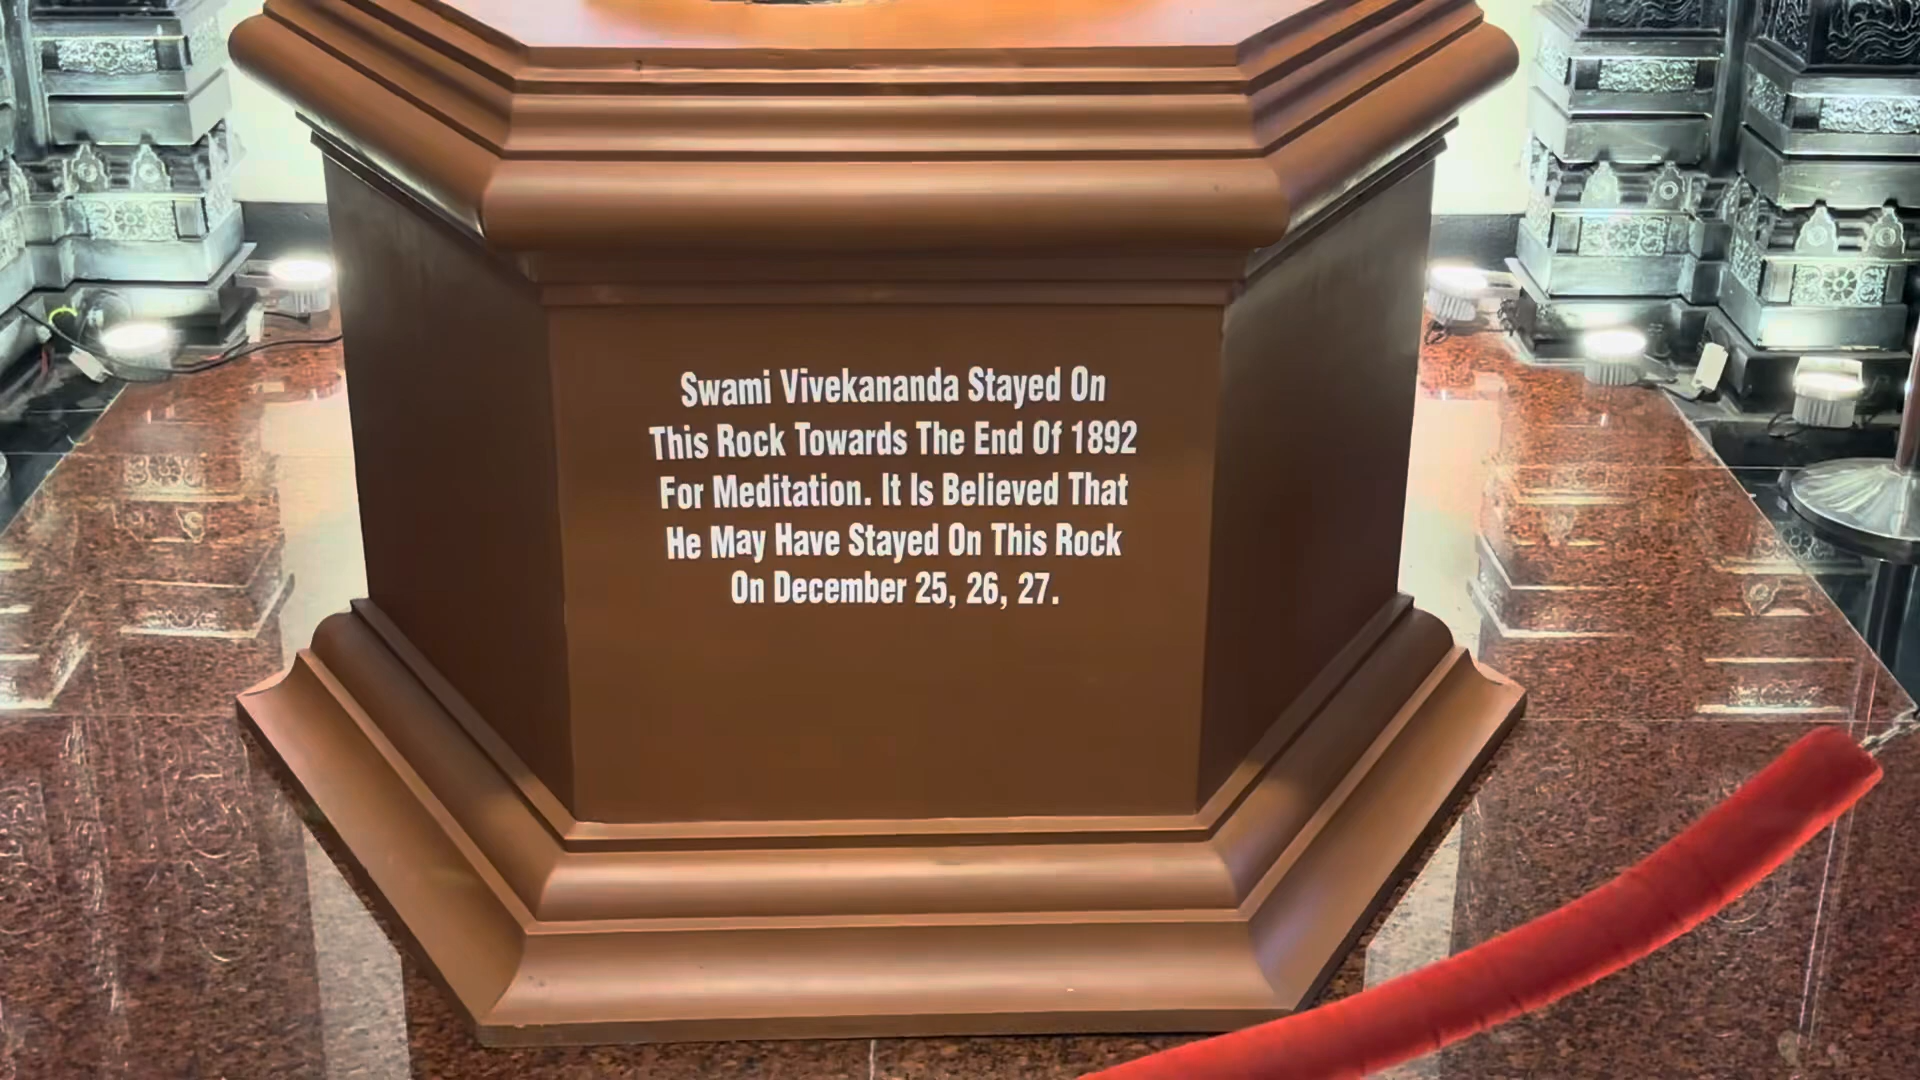 Swami Vivekananda Stayed On
This Rock Towards The End Of 1892
For Meditation. It Is Believed That
He May Have Stayed On This Rock
On December 25, 26, 27.